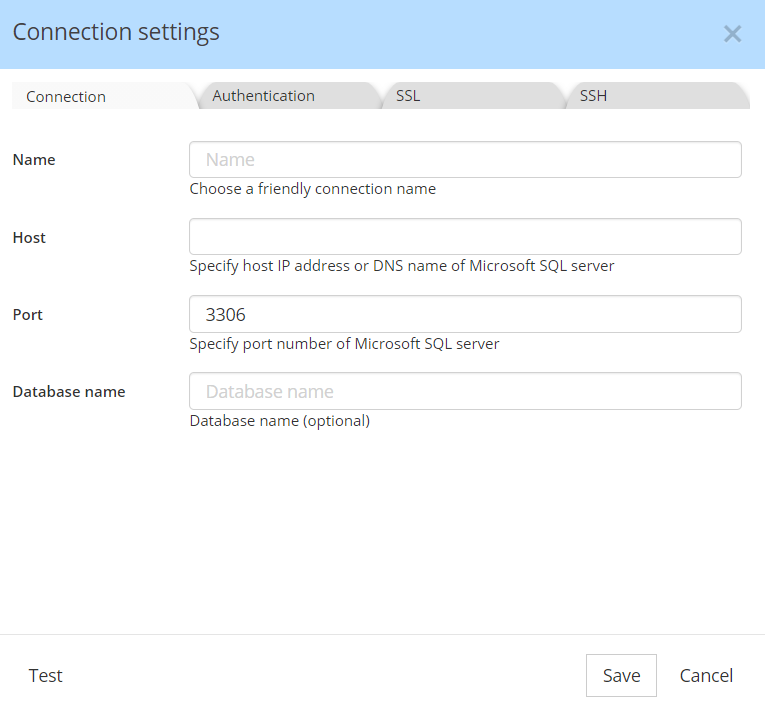 Connection settings
Connection
Authentication
SSL
SSH
Name
Name
Choose a friendly connection name
Host
Specify host IP address or DNS name of Microsoft SQL server
Port
3306
Specify port number of Microsoft SQL server
Database name
Database name
Database name (optional)
Test
Save
Cancel